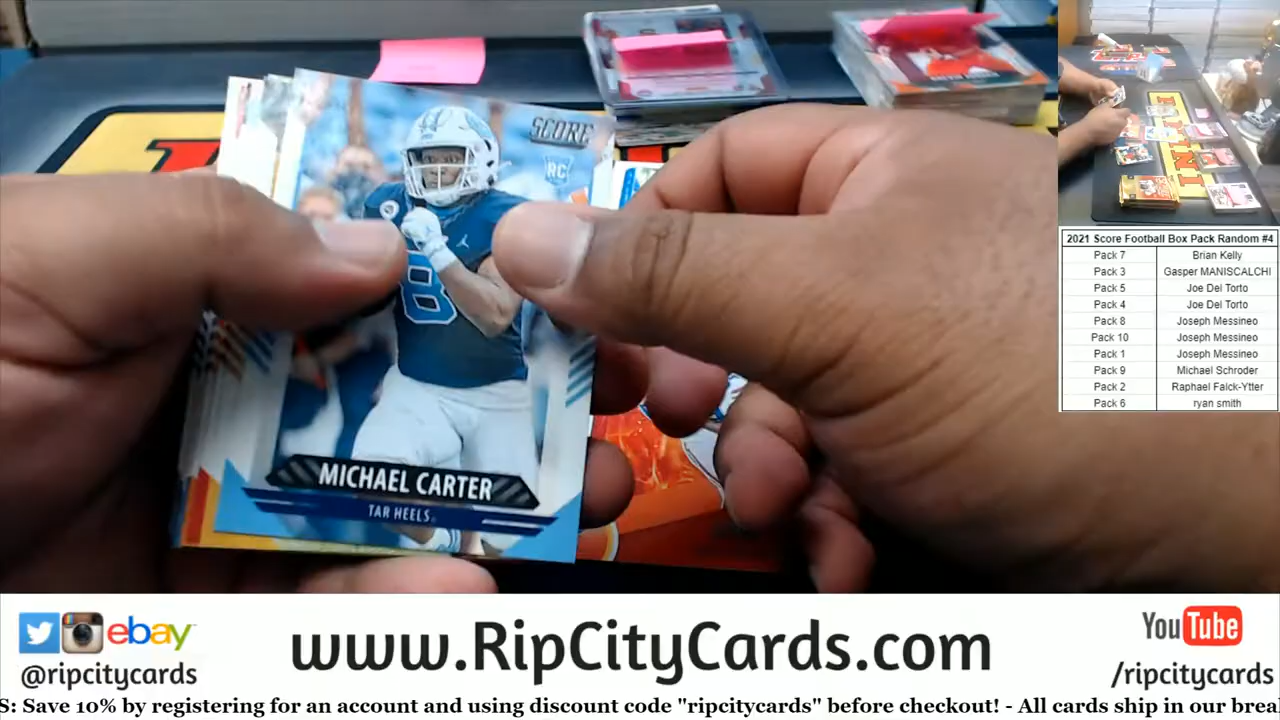 SCORE
RC
8
MICHAEL CARTER
TAR HEELS
PANINI
2021 Score Football Box Pack Random #4
Pack 7 Brian Kelly
Pack 3 Gasper MANISCALCHI
Pack 5 Joe Del Torto
Pack 4 Joe Del Torto
Pack 8 Joseph Messineo
Pack 10 Joseph Messineo
Pack 1 Joseph Messineo
Pack 9 Michael Schroder
Pack 2 Raphael Falck-Ytter
Pack 6 ryan smith
ebay
@ripcitycards
www.RipCityCards.com
YouTube
/ripcitycards
S: Save 10% by registering for an account and using discount code "ripcitycards" before checkout! - All cards ship in our brea